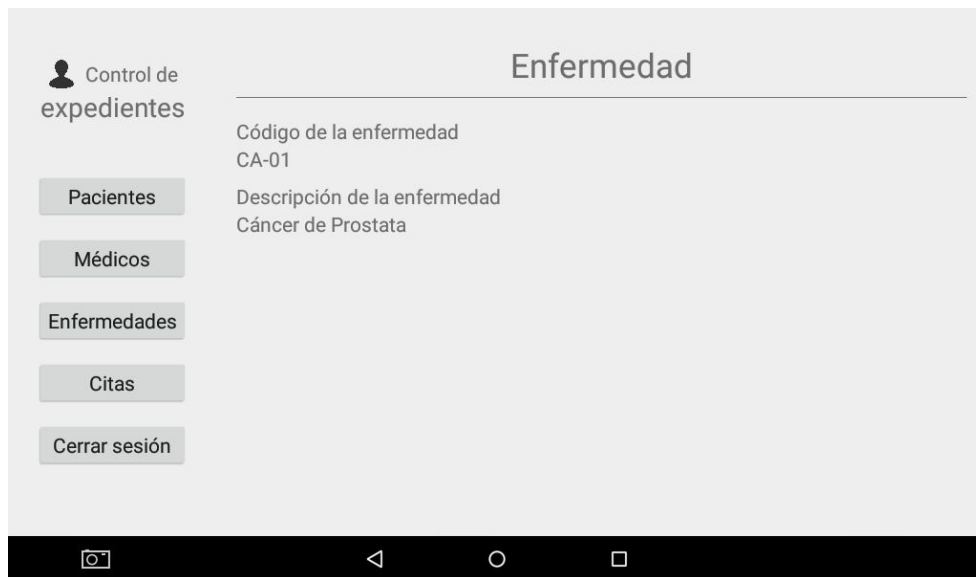 Control de
expedientes
Pacientes
Médicos
Enfermedades
Citas
Cerrar sesión
Enfermedad
Código de la enfermedad
CA-01
Descripción de la enfermedad
Cáncer de Prostata